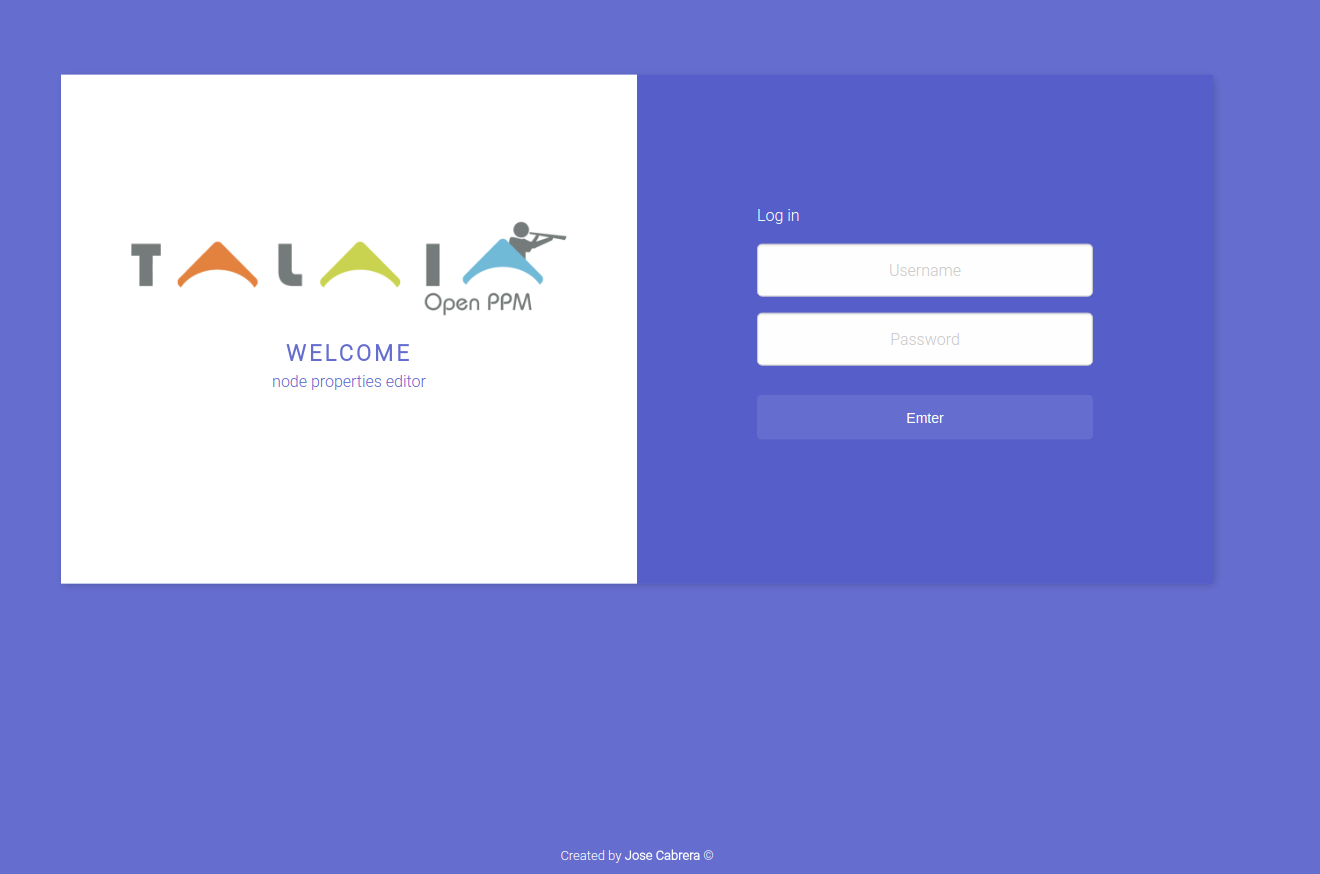 TALAIA
Open PPM
WELCOME
node properties editor
Log in
Username
Password
Emter
Created by Jose Cabrera ©